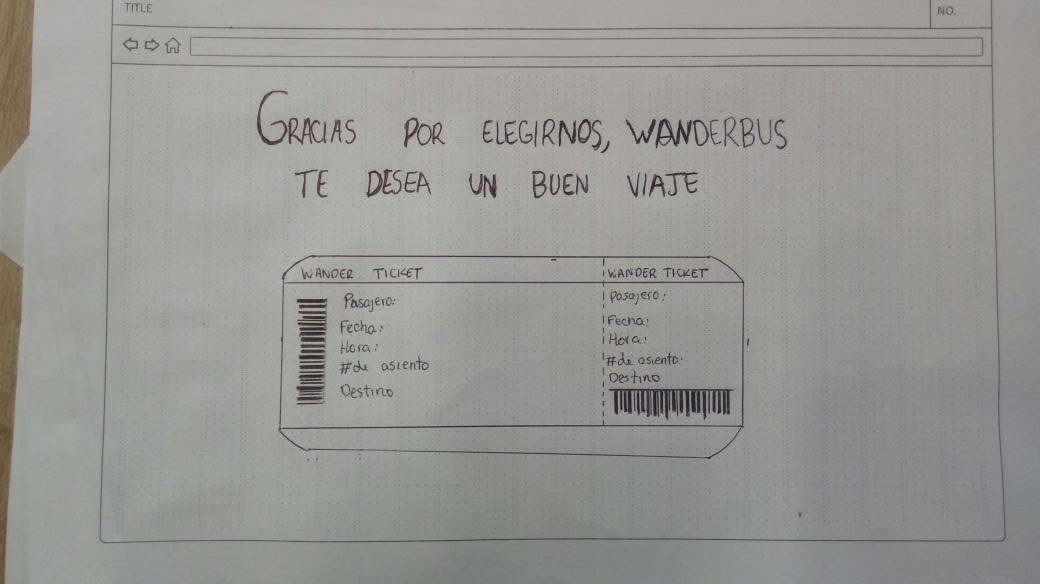 TITLE
NO.
GRACIAS POR ELEGIRNOS, WANDERBUS
TE DESEA UN BUEN VIAJE
WANDER TICKET
Pasajero:
Fecha:
Hora:
#de asiento
Destino
WANDER TICKET
Pasajero:
Fecha:
Hora:
#de asiento:
Destino